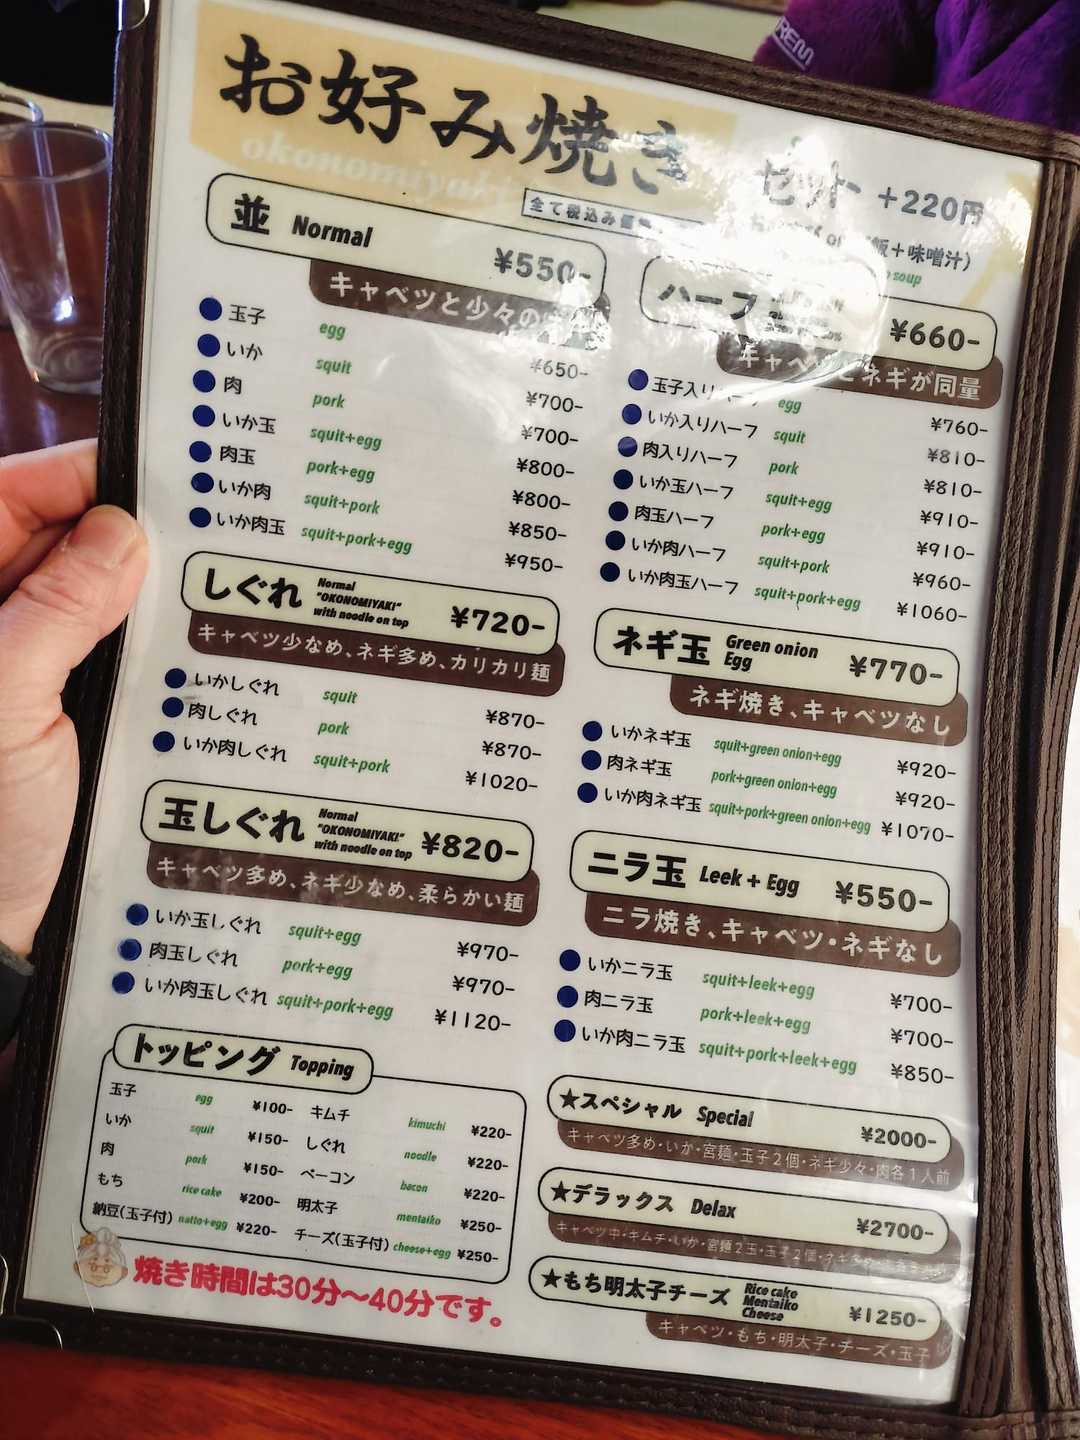 お好み焼き
okonomiyaki
全て税込み価
セット +220円
飯+味噌汁)
soup
並 Normal ¥550-
キャベツと少々の
玉子 egg ¥650-
いか squit ¥700-
肉 pork ¥700-
いか玉 squit+egg ¥800-
肉玉 pork+egg ¥800-
いか肉 squit+pork ¥850-
いか肉玉 squit+pork+egg ¥950-
しぐれ Normal "OKONOMIYAKI" with noodle on top ¥720-
キャベツ少なめ、ネギ多め、カリカリ麺
いかしぐれ squit ¥870-
肉しぐれ pork ¥870-
いか肉しぐれ squit+pork ¥1020-
玉しぐれ Normal "OKONOMIYAKI" with noodle on top ¥820-
キャベツ多め、ネギ少なめ、柔らかい麺
いか玉しぐれ squit+egg ¥970-
肉玉しぐれ pork+egg ¥970-
いか肉玉しぐれ squit+pork+egg ¥1120-
トッピング Topping
玉子 egg ¥100-
いか squit ¥150-
肉 pork ¥150-
もち rice cake ¥200-
納豆(玉子付) natto+egg ¥220-
キムチ kimuchi ¥220-
しぐれ noodle ¥220-
ベーコン bacon ¥220-
明太子 mentaiko ¥250-
チーズ(玉子付) cheese+egg ¥250-
焼き時間は30分〜40分です。
ハーフ ¥660-
キャベツとネギが同量
玉子入りハーフ egg ¥760-
いか入りハーフ squit ¥810-
肉入りハーフ pork ¥810-
いか玉ハーフ squit+egg ¥910-
肉玉ハーフ pork+egg ¥910-
いか肉ハーフ squit+pork ¥960-
いか肉玉ハーフ squit+pork+egg ¥1060-
ネギ玉 Green onion Egg ¥770-
ネギ焼き、キャベツなし
いかネギ玉 squit+green onion+egg ¥920-
肉ネギ玉 pork+green onion+egg ¥920-
いか肉ネギ玉 squit+pork+green onion+egg ¥1070-
ニラ玉 Leek + Egg ¥550-
ニラ焼き、キャベツ・ネギなし
いかニラ玉 squit+leek+egg ¥700-
肉ニラ玉 pork+leek+egg ¥700-
いか肉ニラ玉 squit+pork+leek+egg ¥850-
★スペシャル Special ¥2000-
キャベツ多め・いか・宮麺・玉子2個・ネギ少々・肉各1人前
★デラックス Delax ¥2700-
キャベツ中・キムチ・いか・宮麺2玉・玉子2個・ネギ
★もち明太子チーズ Rice cake Mentaiko Cheese ¥1250-
キャベツ・もち・明太子・チーズ・玉子